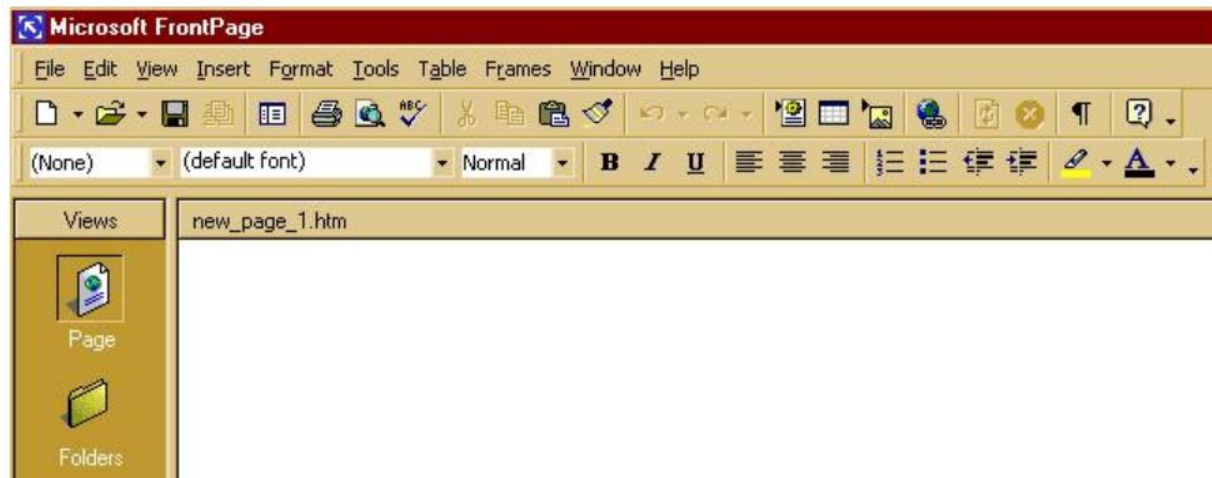 Microsoft FrontPage
File Edit View Insert Format Tools Table Frames Window Help
ABC
(None) (default font) Normal B I U A
Views new_page_1.htm
Page
Folders